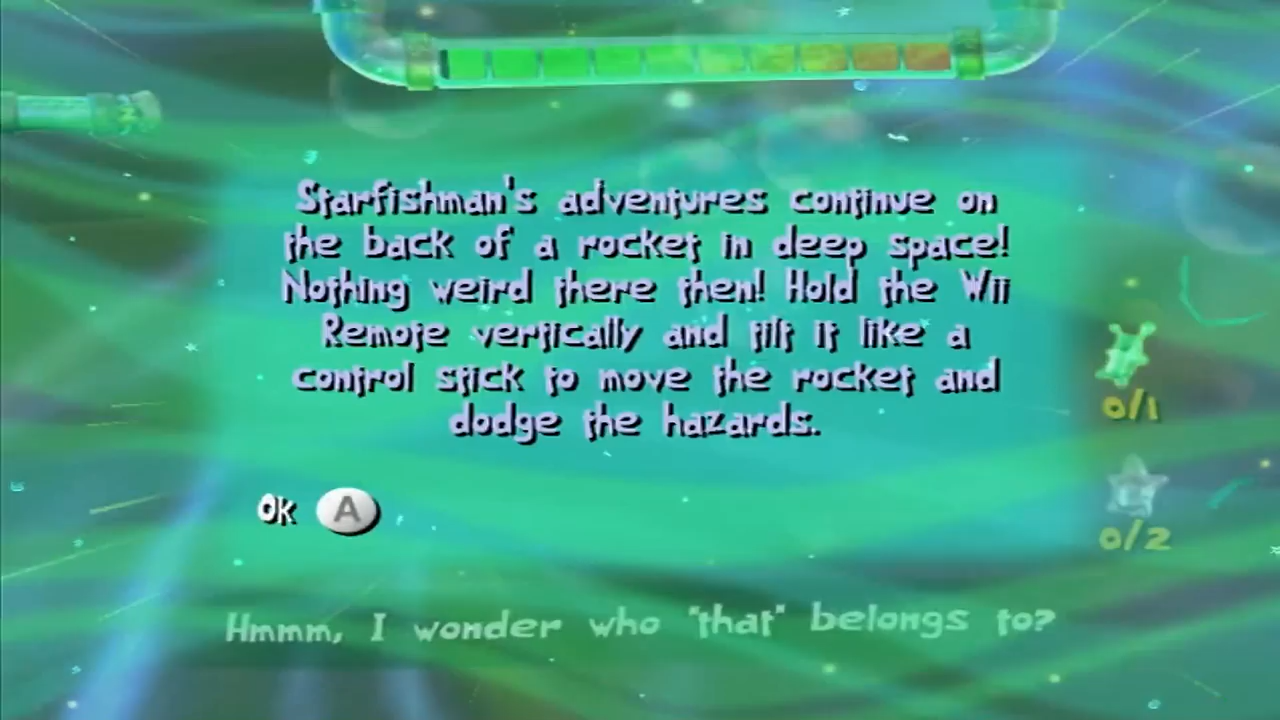 Starfishman's adventures continue on
the back of a rocket in deep space!
Nothing weird there then! Hold the Wii
Remote vertically and tilt it like a
control stick to move the rocket and
dodge the hazards.
0/1
0/2
OK A
Hmmm, I wonder who "that" belongs to?